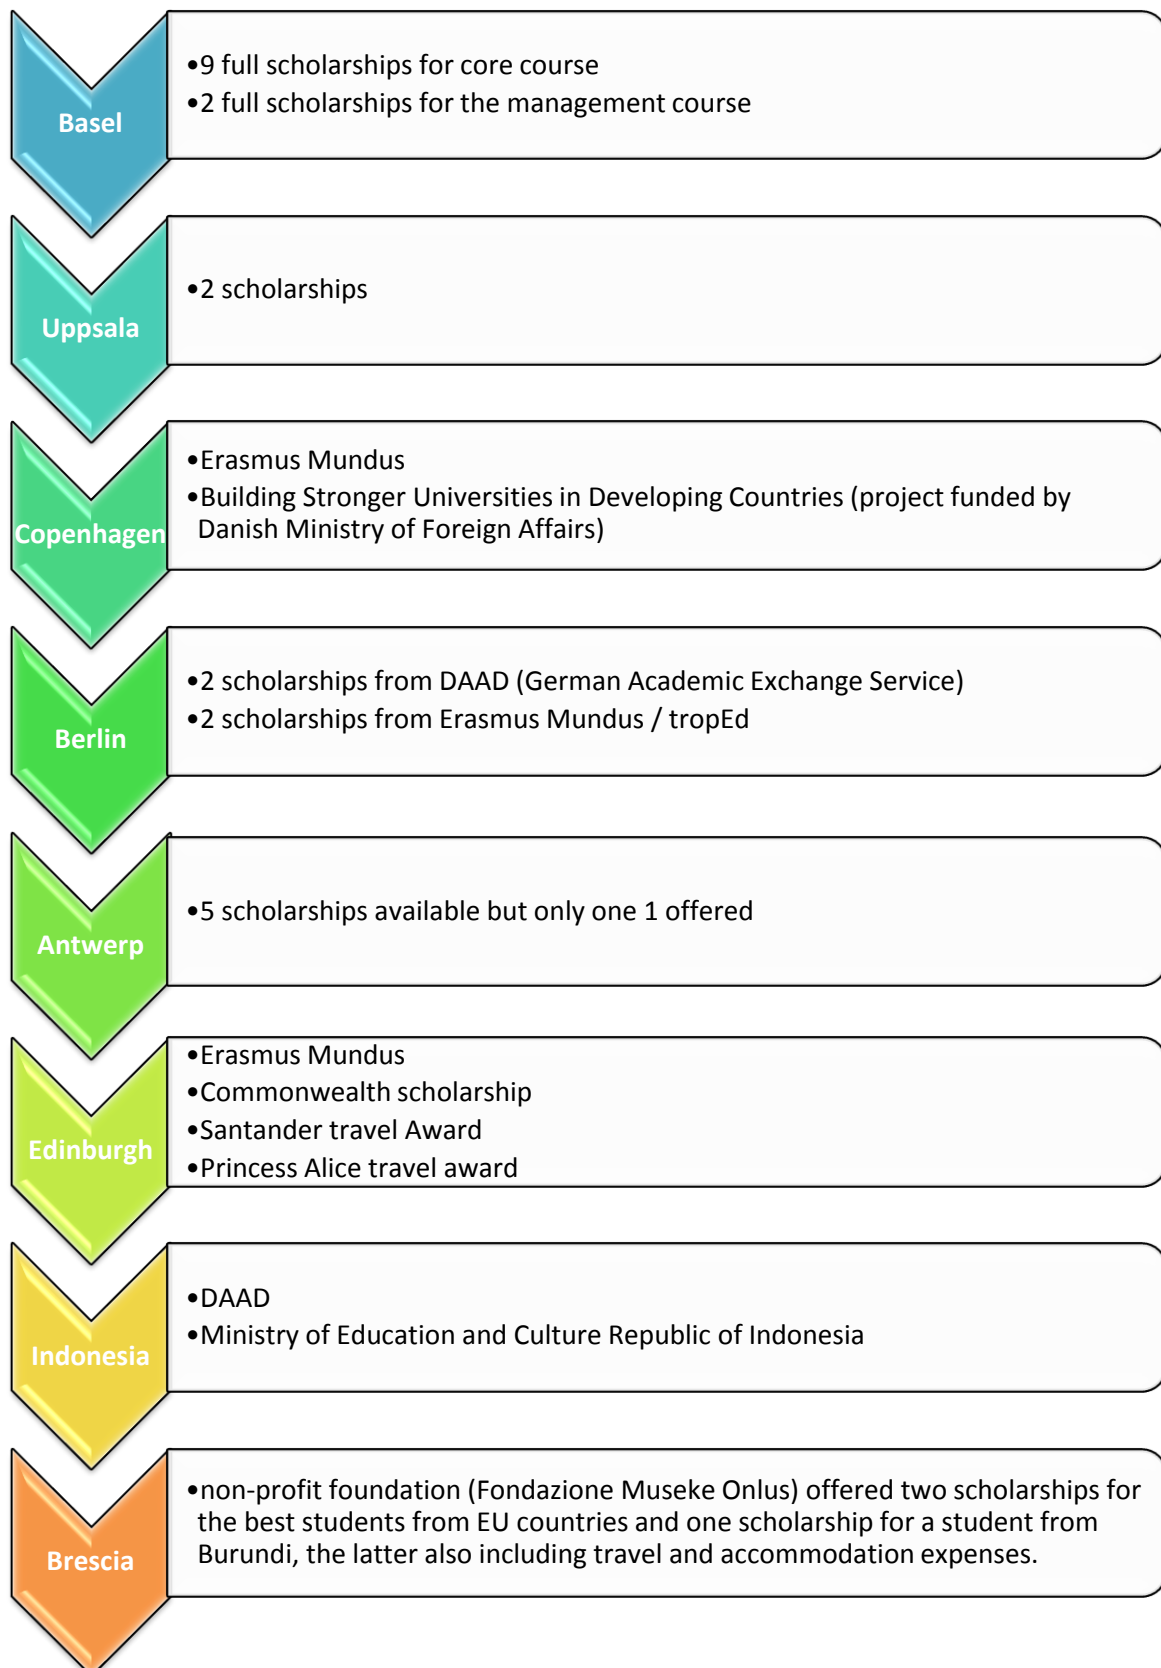 Basel
•9 full scholarships for core course
•2 full scholarships for the management course
Uppsala
•2 scholarships
Copenhagen
•Erasmus Mundus
•Building Stronger Universities in Developing Countries (project funded by
Danish Ministry of Foreign Affairs)
Berlin
•2 scholarships from DAAD (German Academic Exchange Service)
•2 scholarships from Erasmus Mundus / tropEd
Antwerp
•5 scholarships available but only one 1 offered
Edinburgh
•Erasmus Mundus
•Commonwealth scholarship
•Santander travel Award
•Princess Alice travel award
Indonesia
•DAAD
•Ministry of Education and Culture Republic of Indonesia
Brescia
•non-profit foundation (Fondazione Museke Onlus) offered two scholarships for
the best students from EU countries and one scholarship for a student from
Burundi, the latter also including travel and accommodation expenses.